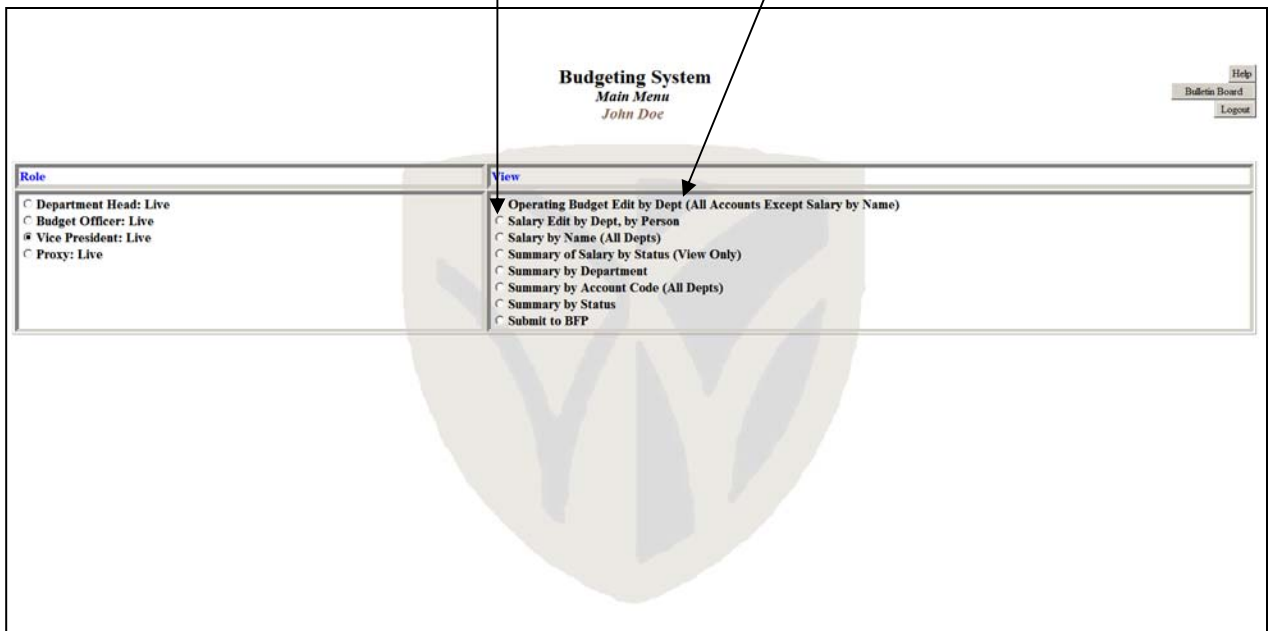 Budgeting System
Main Menu
John Doe
Help
Bulletin Board
Logout
Role
View
Department Head: Live
Budget Officer: Live
Vice President: Live
Proxy: Live
Operating Budget Edit by Dept (All Accounts Except Salary by Name)
Salary Edit by Dept, by Person
Salary by Name (All Depts)
Summary of Salary by Status (View Only)
Summary by Department
Summary by Account Code (All Depts)
Summary by Status
Submit to BFP